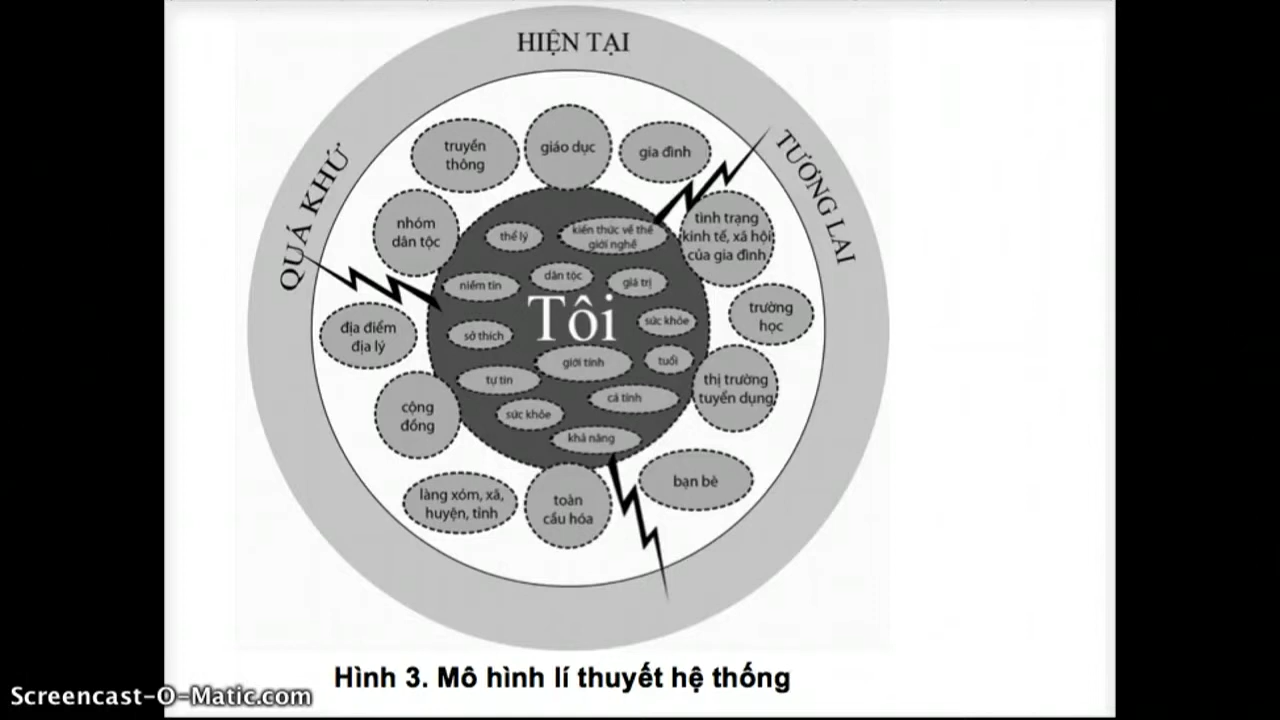 HIỆN TẠI
QUÁ KHỨ
TƯƠNG LAI
truyền
thông
giáo dục
gia đình
nhóm
dân tộc
tình trạng
kinh tế, xã hội
của gia đình
địa điểm
địa lý
trường
học
cộng
đồng
thị trường
tuyển dụng
làng xóm, xã,
huyện, tỉnh
toàn
cầu hóa
bạn bè
thể lý
kiến thức về thế
giới nghề
niềm tin
dân tộc
giá trị
Tôi
sức khỏe
sở thích
giới tính
tuổi
tự tin
cá tính
sức khỏe
khả năng
Hình 3. Mô hình lí thuyết hệ thống
Screencast-O-Matic.com